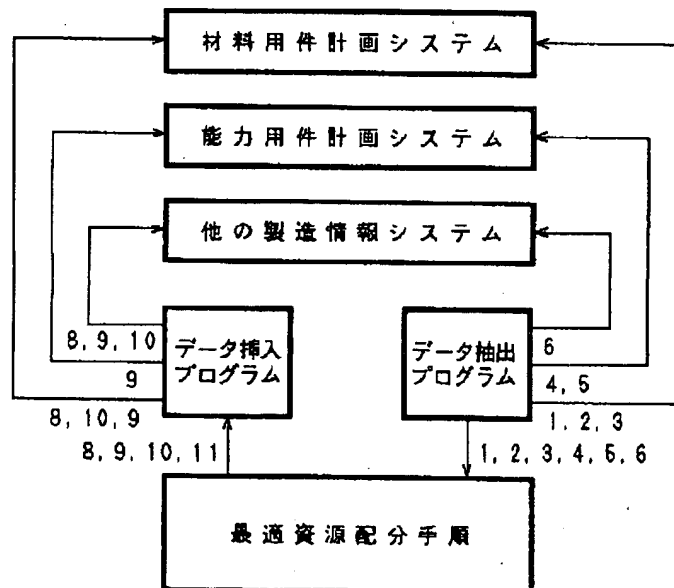 材料用件計画システム
能力用件計画システム
他の製造情報システム
データ挿入
プログラム
データ抽出
プログラム
8, 9, 10
9
8, 10, 9
8, 9, 10, 11
6
4, 5
1, 2, 3
1, 2, 3, 4, 5, 6
最適資源配分手順